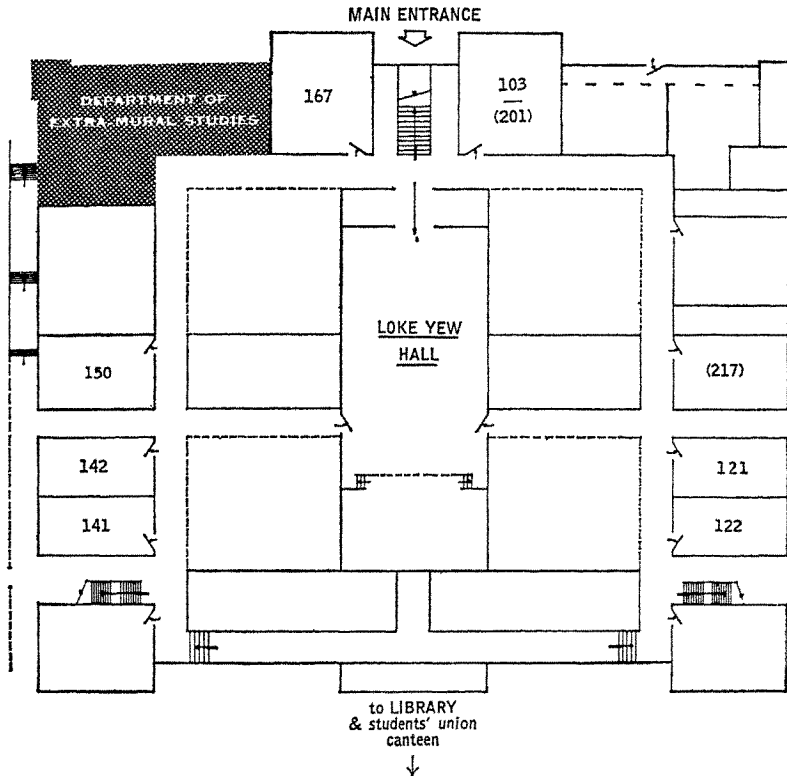 MAIN ENTRANCE
DEPARTMENT OF
EXTRA-MURAL STUDIES
167
103
(201)
LOKE YEW
HALL
150
(217)
142
121
141
122
to LIBRARY
& students' union
canteen